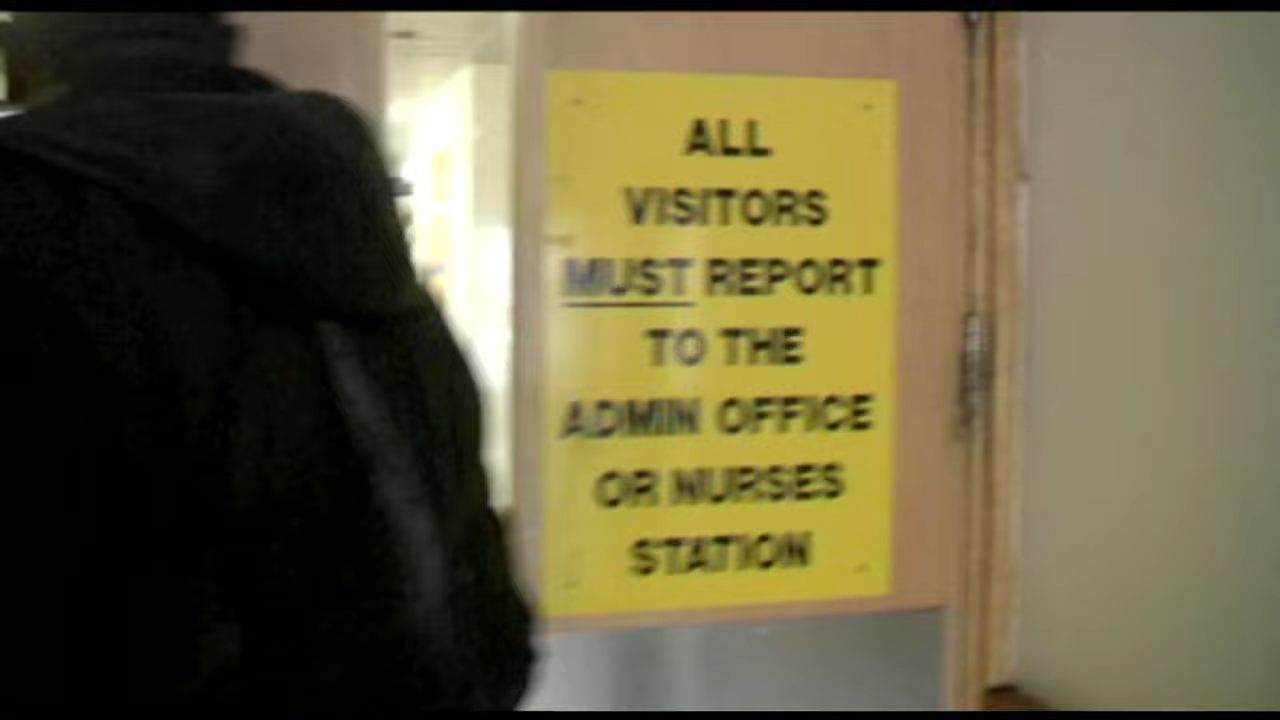 ALL
VISITORS
MUST REPORT
TO THE
ADMIN OFFICE
OR NURSES
STATION